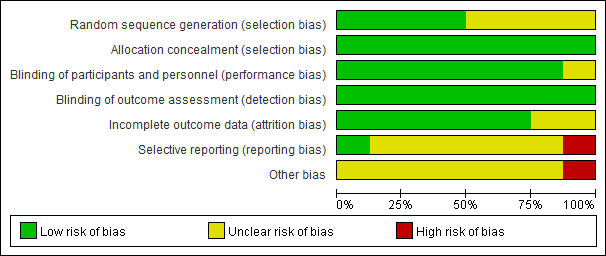 Random sequence generation (selection bias)
Allocation concealment (selection bias)
Blinding of participants and personnel (performance bias)
Blinding of outcome assessment (detection bias)
Incomplete outcome data (attrition bias)
Selective reporting (reporting bias)
Other bias
0% 25% 50% 75% 100%
Low risk of bias Unclear risk of bias High risk of bias